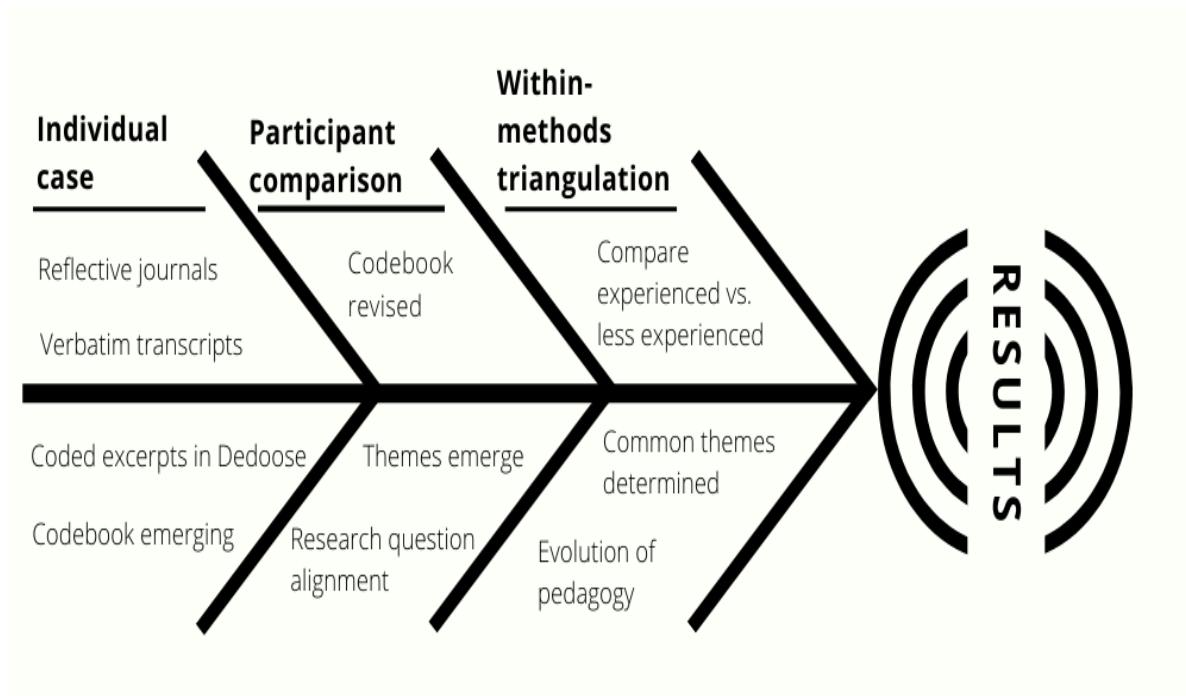 Individual
case
Reflective journals
Verbatim transcripts
Coded excerpts in Dedoose
Codebook emerging
Participant
comparison
Codebook
revised
Themes emerge
Research question
alignment
Within-
methods
triangulation
Compare
experienced vs.
less experienced
Common themes
determined
Evolution of
pedagogy
RESULTS